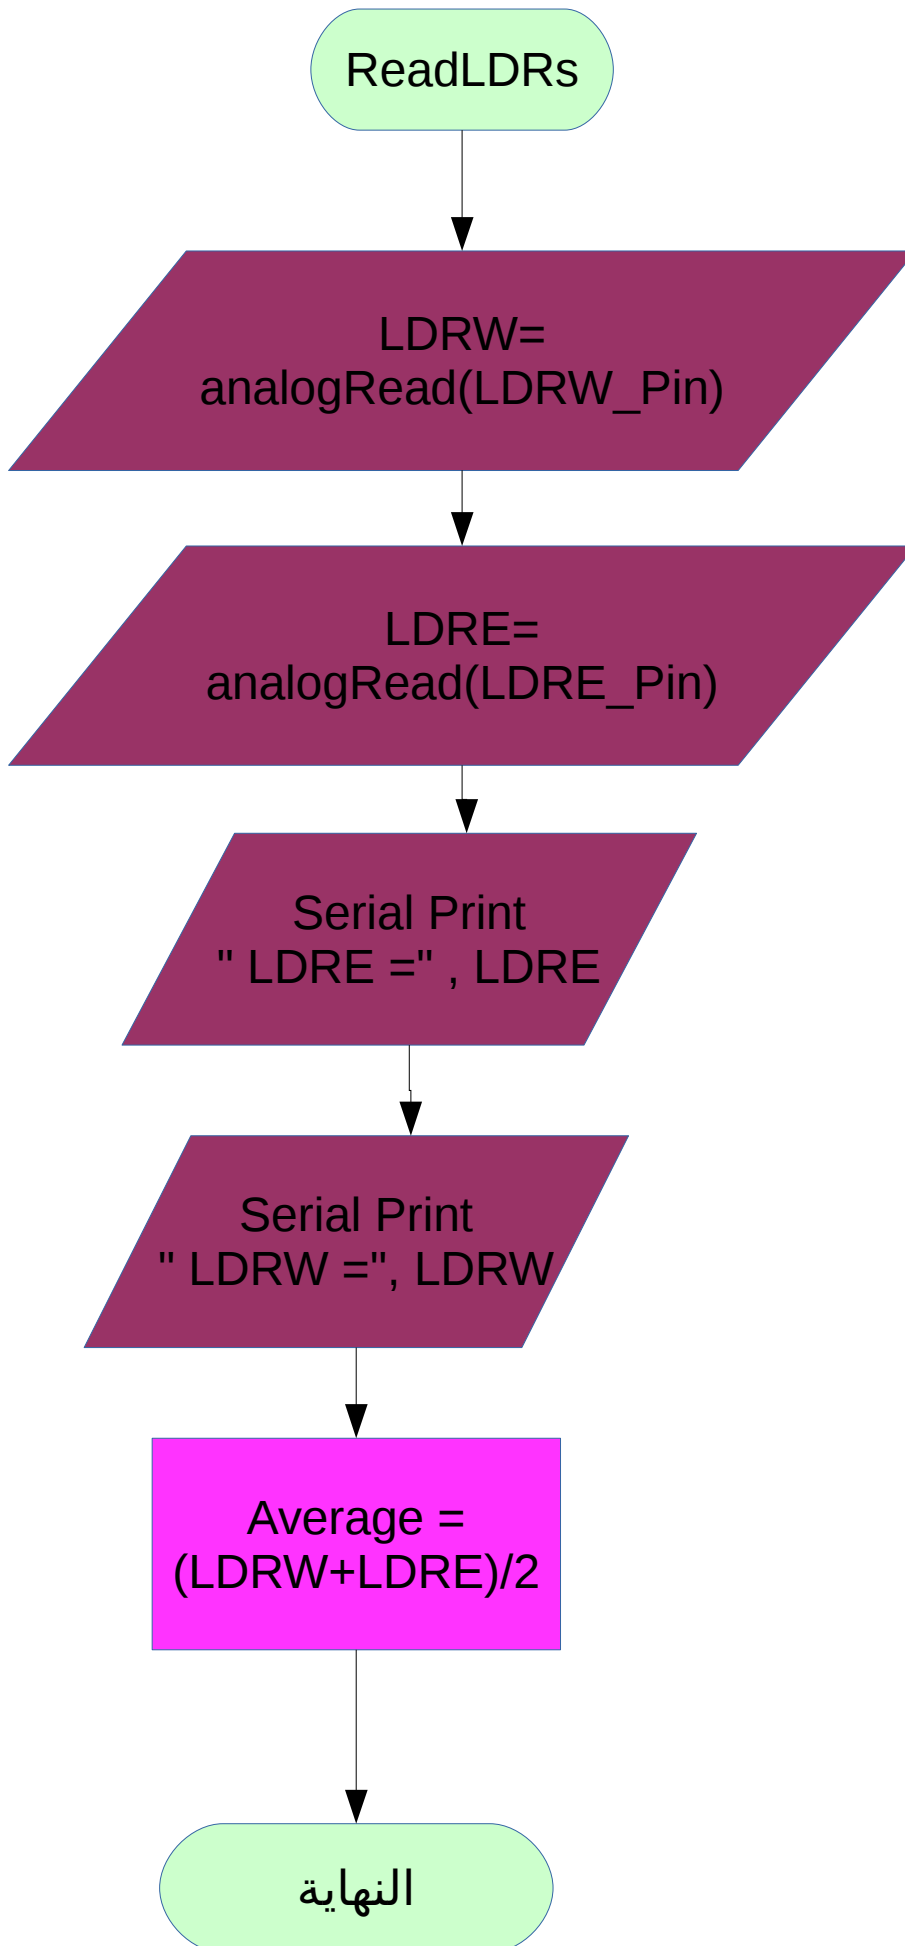 ReadLDRs
LDRW=
analogRead(LDRW_Pin)
LDRE=
analogRead(LDRE_Pin)
Serial Print
" LDRE =" , LDRE
Serial Print
" LDRW =", LDRW
Average =
(LDRW+LDRE)/2
النهاية